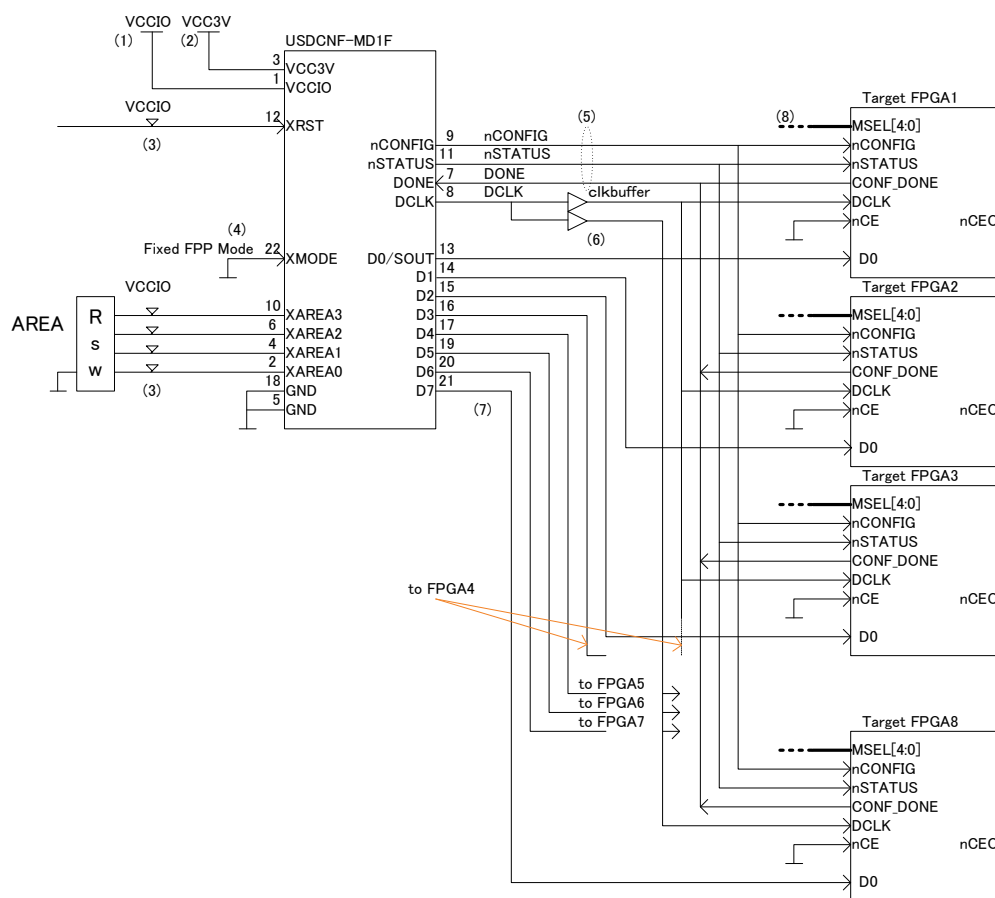 VCCIO
VCC3V
(1)
(2)
USDCNF-MD1F
3
VCC3V
1
VCCIO
VCCIO
12
XRST
(3)
9
nCONFIG
nCONFIG
11
nSTATUS
nSTATUS
7
DONE
DONE
8
DCLK
DCLK
(5)
clkbuffer
(6)
(4)
Fixed FPP Mode
22
XMODE
D0/SOUT
13
D1
14
D2
15
D3
16
D4
17
D5
19
D6
20
D7
21
(7)
VCCIO
AREA
R
s
w
10
XAREA3
6
XAREA2
4
XAREA1
2
XAREA0
(3)
18
GND
5
GND
Target FPGA1
(8)
MSEL[4:0]
nCONFIG
nSTATUS
CONF_DONE
DCLK
nCE
nCEO
D0
Target FPGA2
MSEL[4:0]
nCONFIG
nSTATUS
CONF_DONE
DCLK
nCE
nCEO
D0
Target FPGA3
MSEL[4:0]
nCONFIG
nSTATUS
CONF_DONE
DCLK
nCE
nCEO
D0
to FPGA4
to FPGA5
to FPGA6
to FPGA7
Target FPGA8
MSEL[4:0]
nCONFIG
nSTATUS
CONF_DONE
DCLK
nCE
nCEO
D0